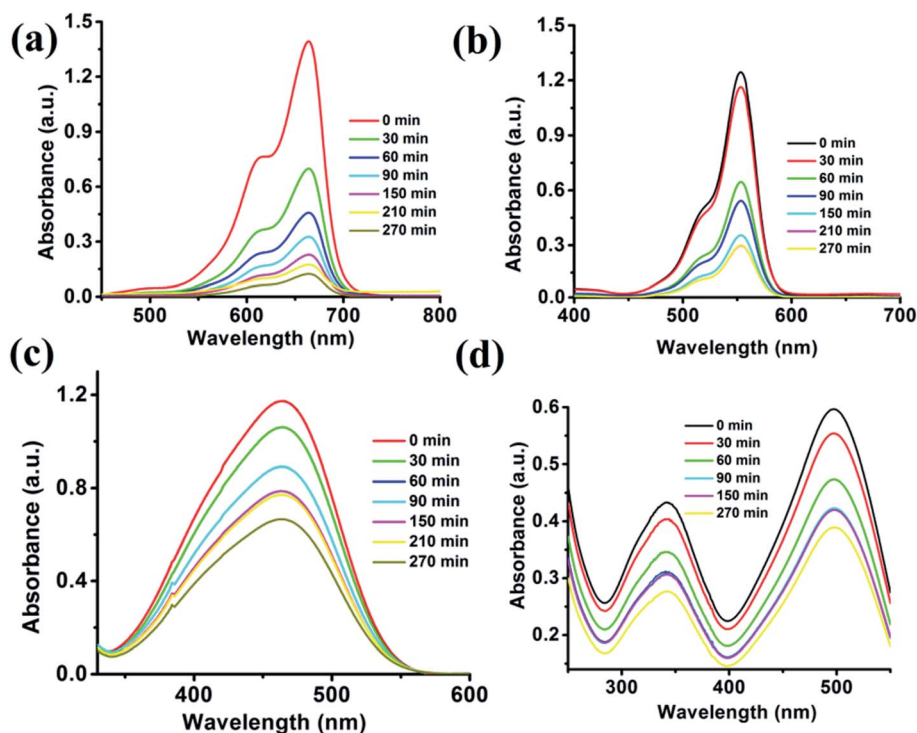 (a)
Absorbance (a.u.)
1.5
1.2
0.9
0.6
0.3
0.0
0 min
30 min
60 min
90 min
150 min
210 min
270 min
500
600
700
800
Wavelength (nm)
(b)
Absorbance (a.u.)
1.5
1.2
0.9
0.6
0.3
0.0
0 min
30 min
60 min
90 min
150 min
210 min
270 min
400
500
600
700
Wavelength (nm)
(c)
Absorbance (a.u.)
1.2
0.8
0.4
0.0
0 min
30 min
60 min
90 min
150 min
210 min
270 min
400
500
600
Wavelength (nm)
(d)
Absorbance (a.u.)
0.6
0.5
0.4
0.3
0.2
0 min
30 min
60 min
90 min
150 min
270 min
300
400
500
Wavelength (nm)